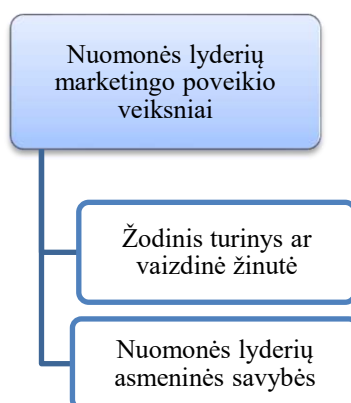 Nuomonės lyderių
marketingo poveikio
veiksniai
Žodinis turinys ar
vaizdinė žinutė
Nuomonės lyderių
asmeninės savybės